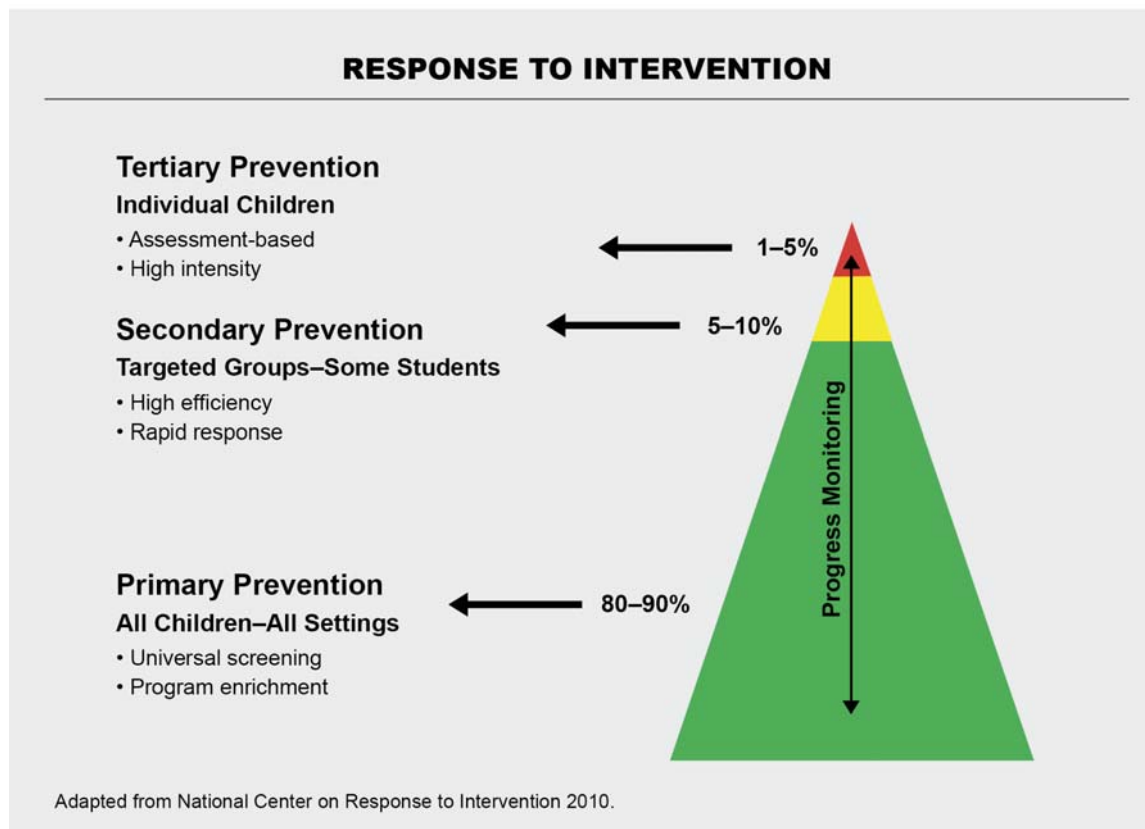 RESPONSE TO INTERVENTION
Tertiary Prevention
Individual Children
• Assessment-based
• High intensity
1–5%
Secondary Prevention
Targeted Groups–Some Students
• High efficiency
• Rapid response
5–10%
Primary Prevention
All Children–All Settings
• Universal screening
• Program enrichment
80–90%
Progress Monitoring
Adapted from National Center on Response to Intervention 2010.